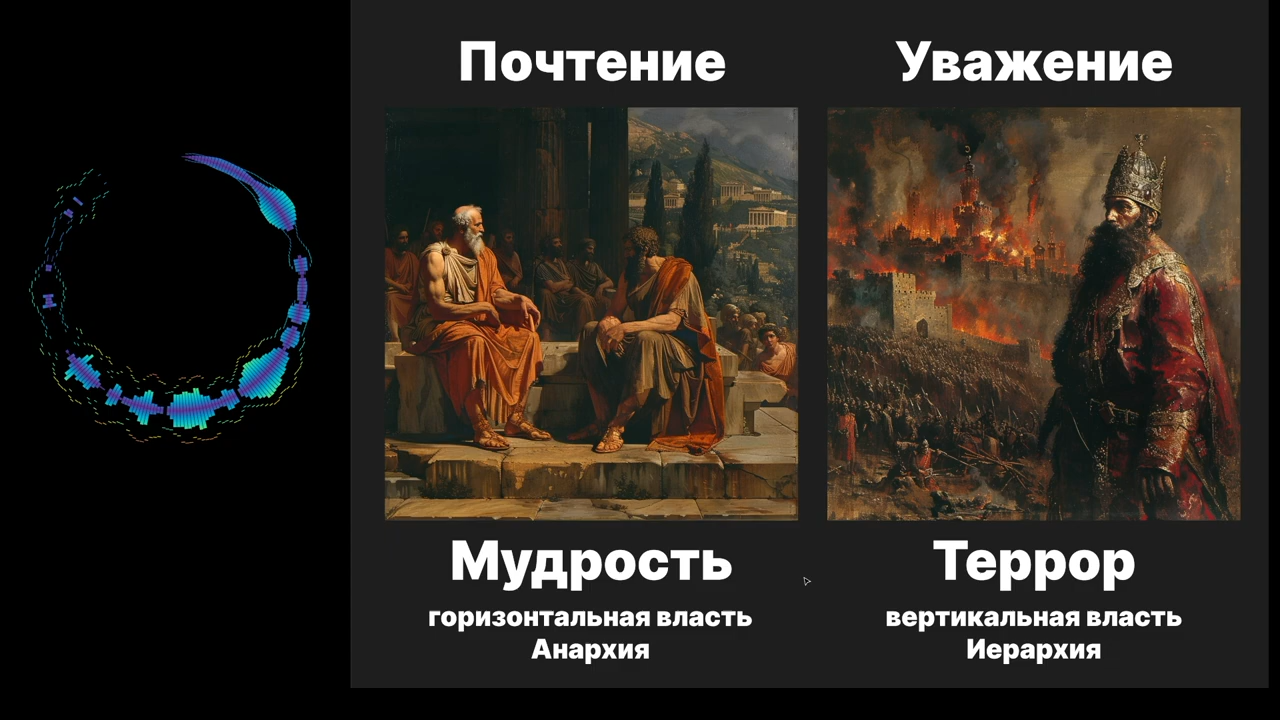 Почтение
Уважение
Мудрость
горизонтальная власть
Анархия
Террор
вертикальная власть
Иерархия